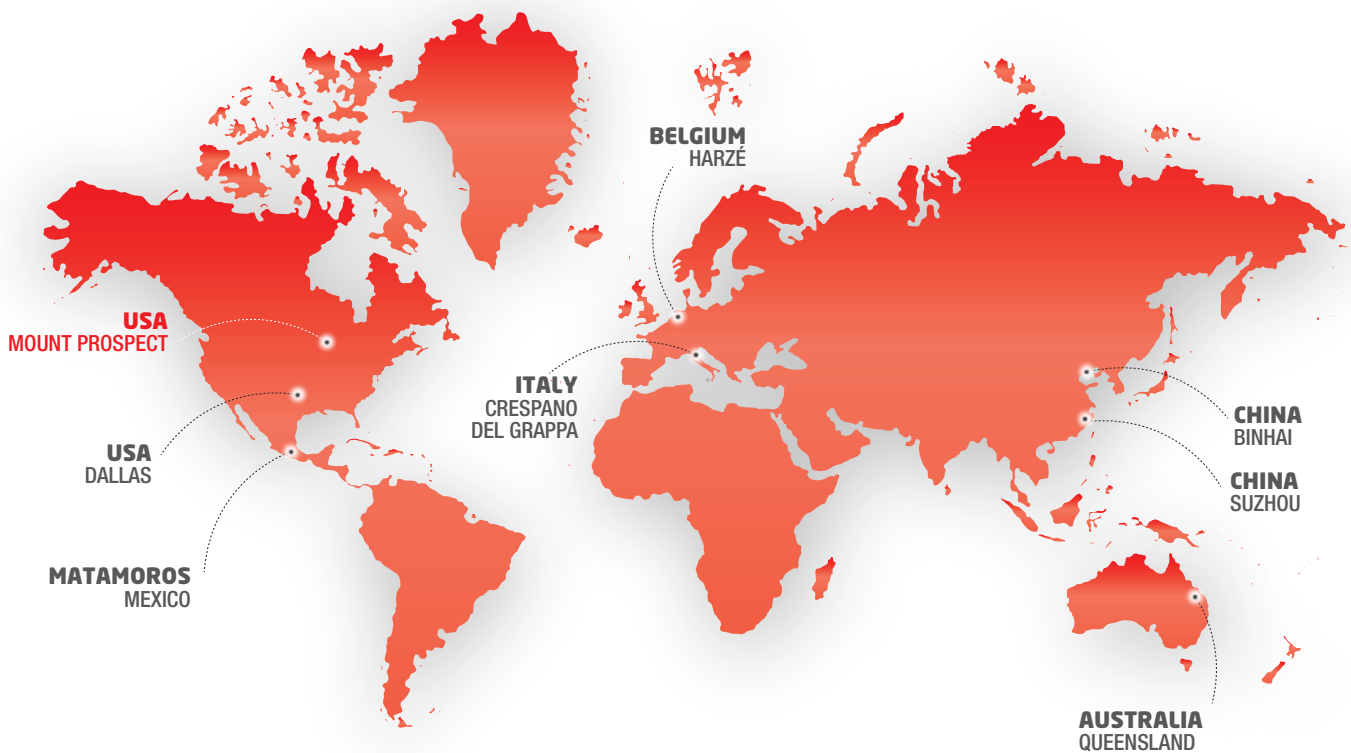 BELGIUM
HARZÉ
USA
MOUNT PROSPECT
ITALY
CRESPANO
DEL GRAPPA
USA
DALLAS
CHINA
BINHAI
CHINA
SUZHOU
MATAMOROS
MEXICO
AUSTRALIA
QUEENSLAND